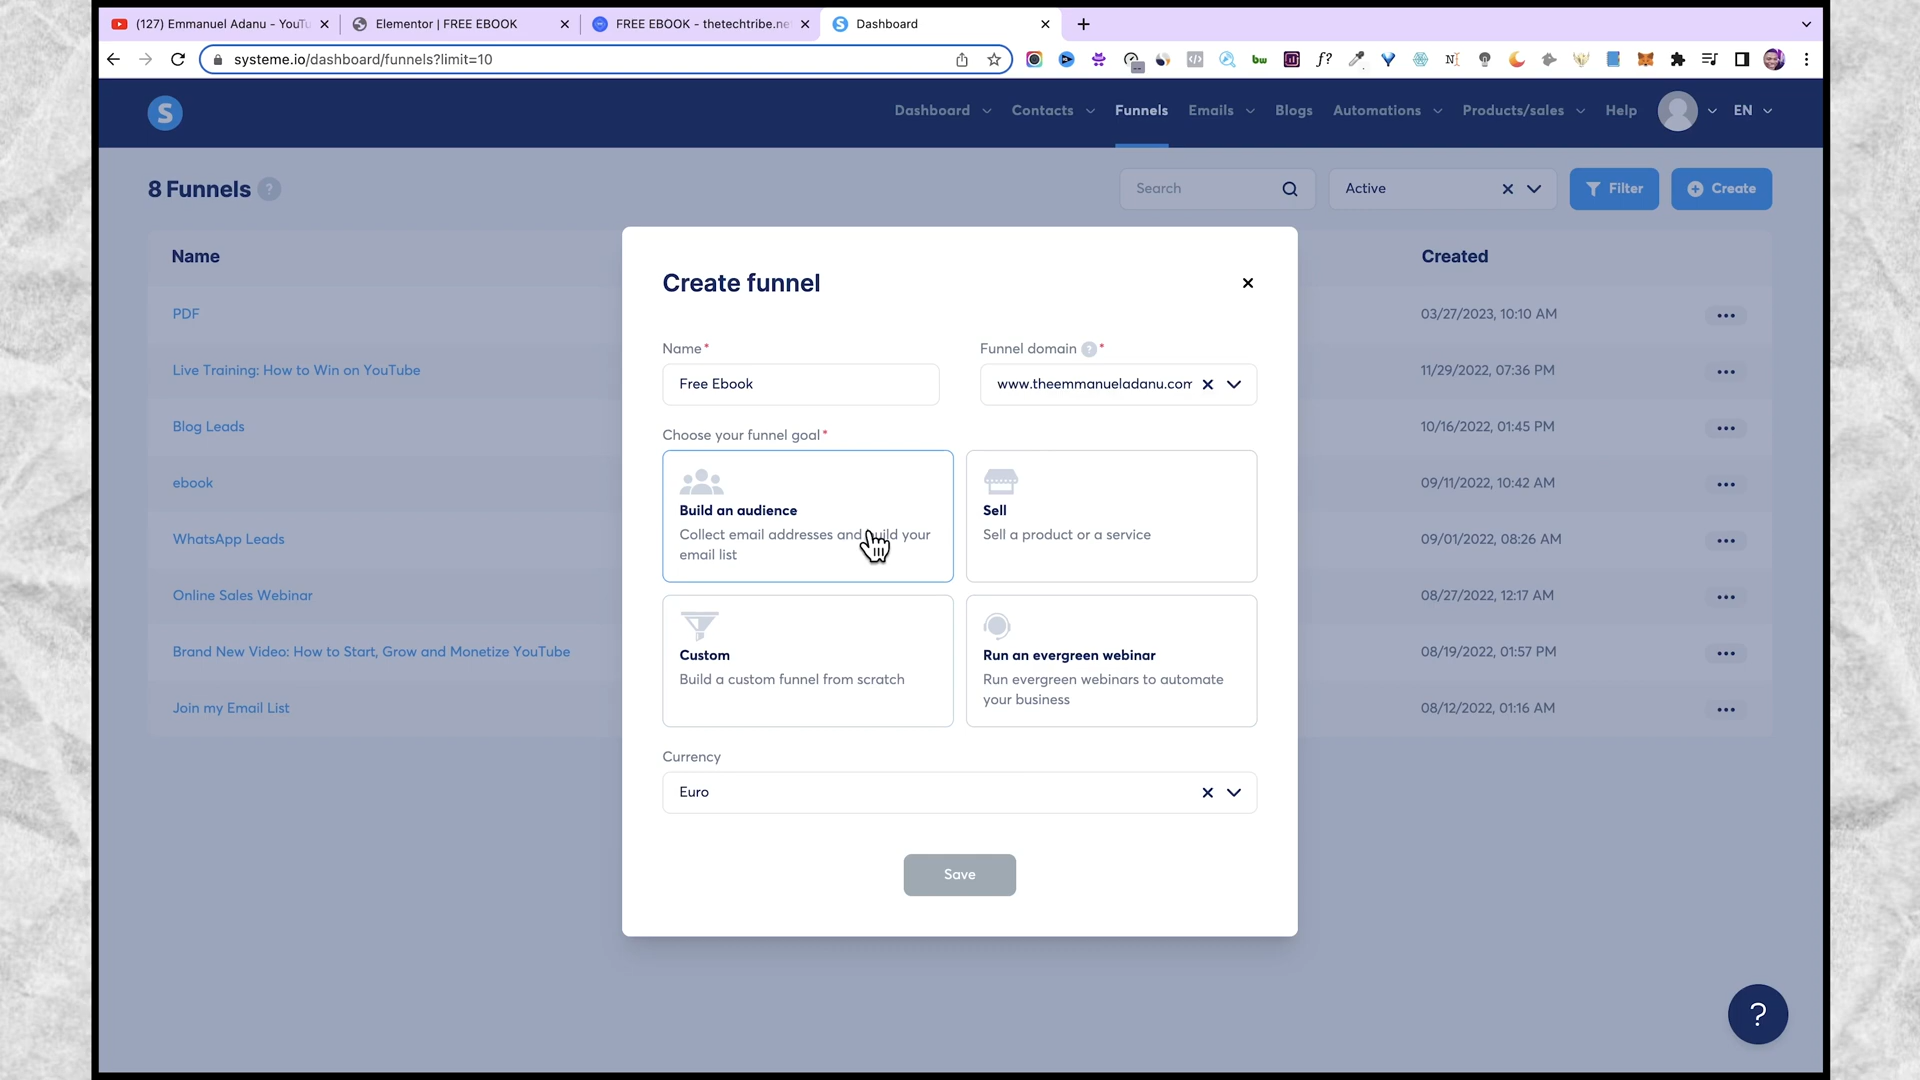 (127) Emmanuel Adanu - YouTu
Elementor | FREE EBOOK
FREE EBOOK - thetechtribe.ne
Dashboard
systeme.io/dashboard/funnels?limit=10
S
Dashboard
Contacts
Funnels
Emails
Blogs
Automations
Products/sales
Help
EN
8 Funnels ?
Search
Active
Filter
Create
Name
Created
PDF
03/27/2023, 10:10 AM
Live Training: How to Win on YouTube
11/29/2022, 07:36 PM
Blog Leads
10/16/2022, 01:45 PM
ebook
09/11/2022, 10:42 AM
WhatsApp Leads
09/01/2022, 08:26 AM
Online Sales Webinar
08/27/2022, 12:17 AM
Brand New Video: How to Start, Grow and Monetize YouTube
08/19/2022, 01:57 PM
Join my Email List
08/12/2022, 01:16 AM
Create funnel
Name*
Free Ebook
Funnel domain ? *
www.theemmanueladanu.com
Choose your funnel goal*
Build an audience
Collect email addresses and build your
email list
Sell
Sell a product or a service
Custom
Build a custom funnel from scratch
Run an evergreen webinar
Run evergreen webinars to automate
your business
Currency
Euro
Save
?